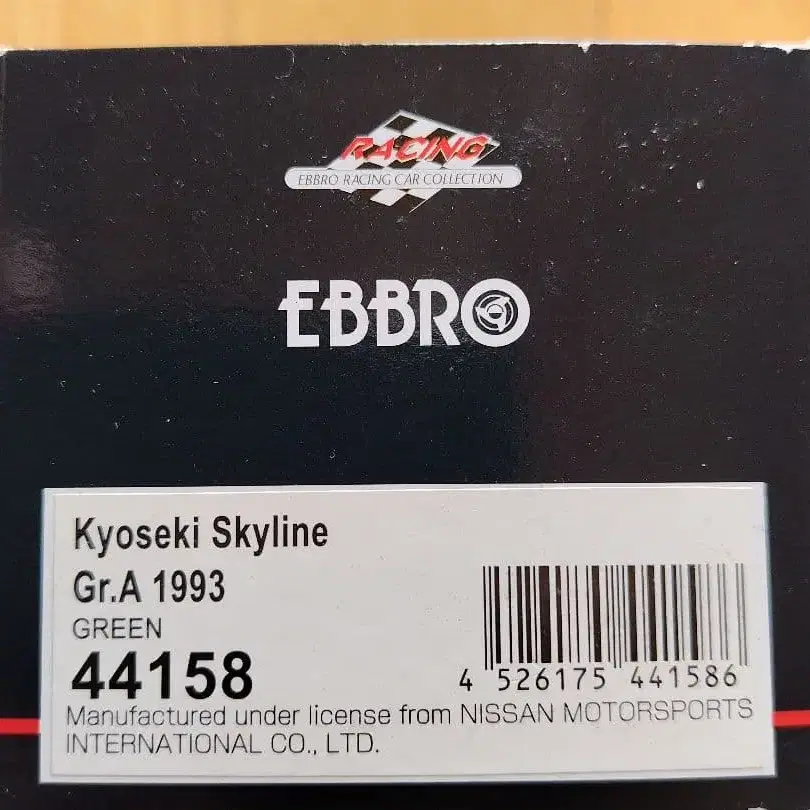 RACING
EBBRO RACING CAR COLLECTION
EBBRO
Kyoseki Skyline
Gr.A 1993
GREEN
44158
4 526175 441586
Manufactured under license from NISSAN MOTORSPORTS
INTERNATIONAL CO., LTD.